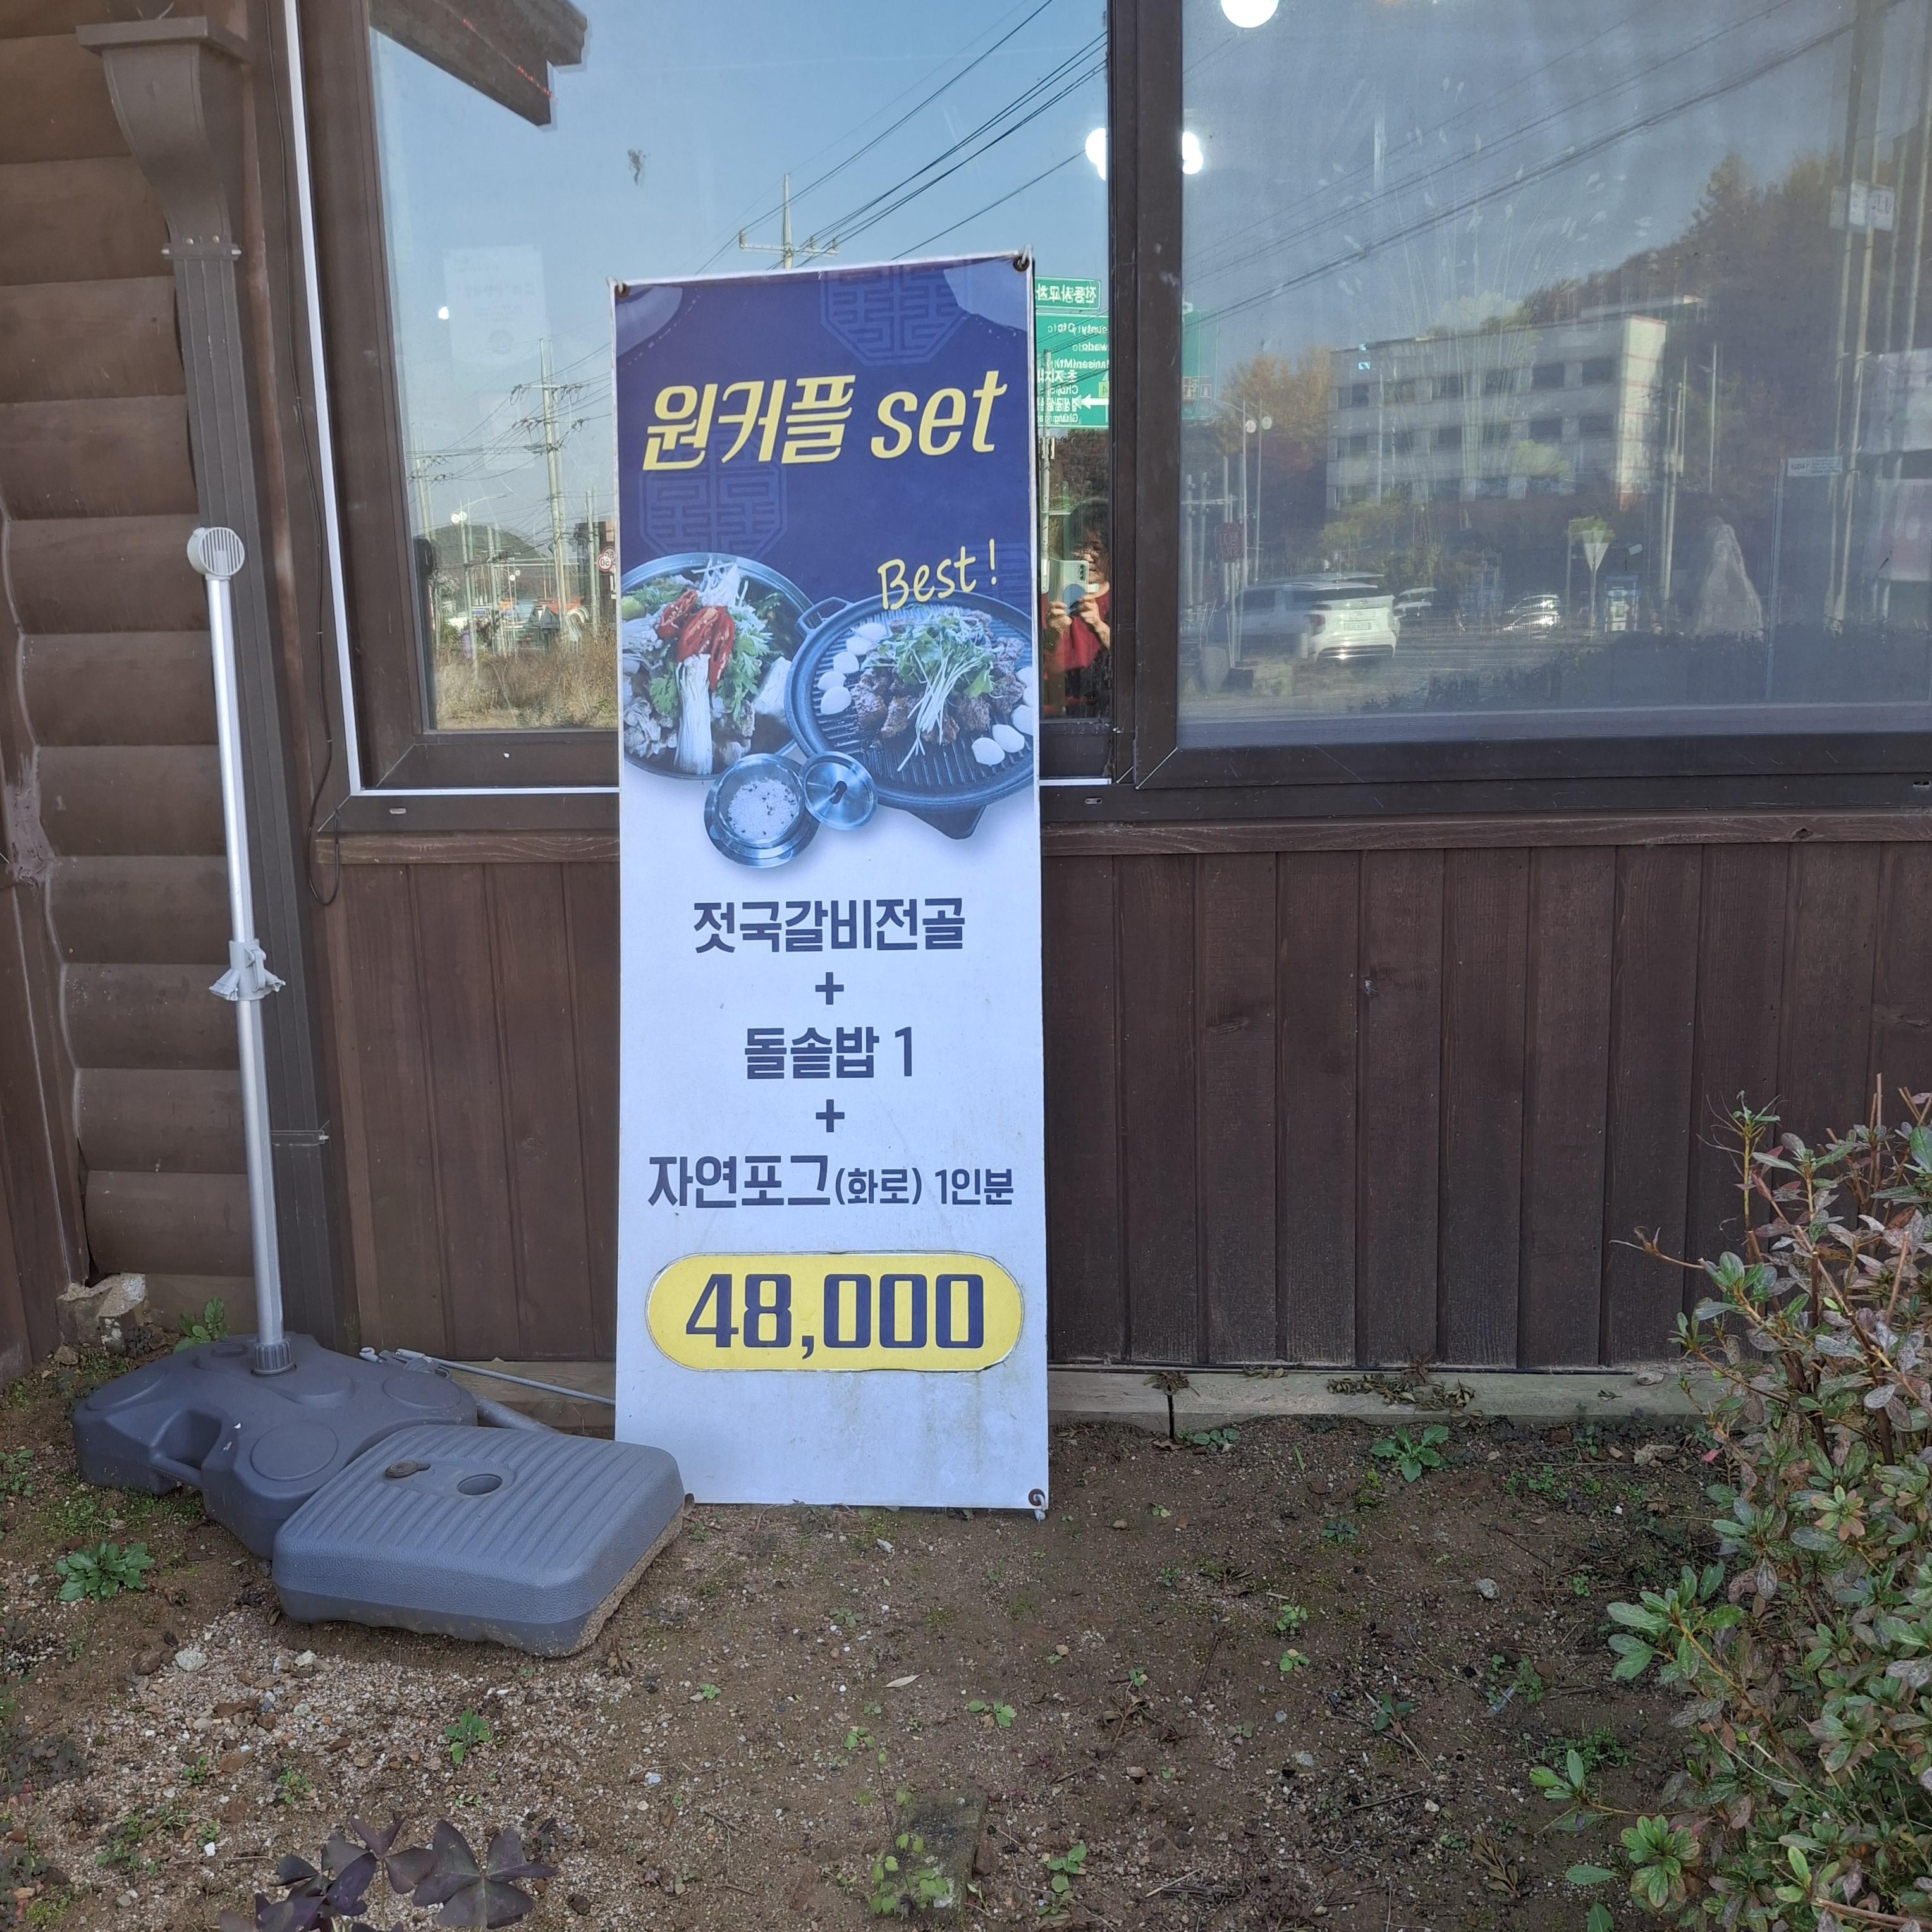 원커플 set
Best!
젓국갈비전골
+
돌솥밥 1
+
자연포그(화로) 1인분
48,000